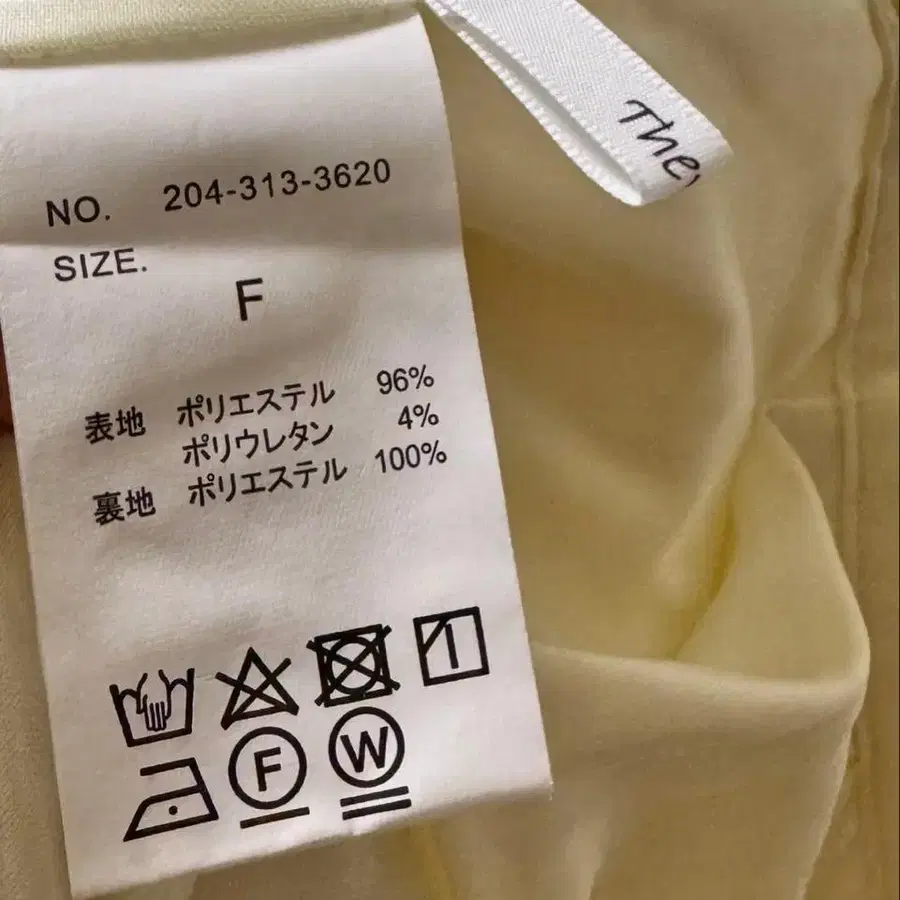 The
NO. 204-313-3620
SIZE.
F
表地 ポリエステル 96%
ポリウレタン 4%
裏地 ポリエステル 100%
F W